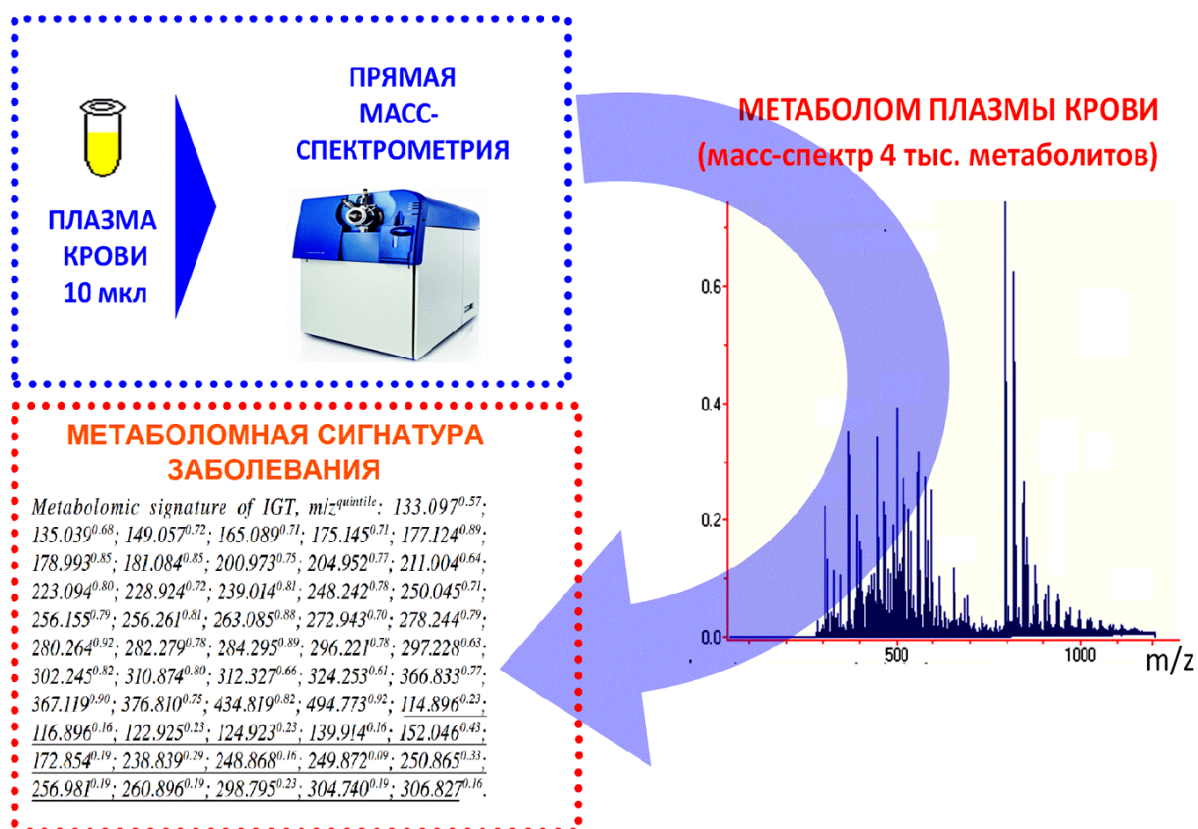 ПЛАЗМА
КРОВИ
10 мкл
ПРЯМАЯ
МАСС-
СПЕКТРОМЕТРИЯ
МЕТАБОЛОМ ПЛАЗМЫ КРОВИ
(масс-спектр 4 тыс. метаболитов)
0.6
0.4
0.2
0.0
500
1000
m/z
МЕТАБОЛОМНАЯ СИГНАТУРА
ЗАБОЛЕВАНИЯ
Metabolomic signature of IGT, m/z^quintile: 133.097^0.57;
135.039^0.68; 149.057^0.72; 165.089^0.71; 175.145^0.71; 177.124^0.89;
178.993^0.85; 181.084^0.85; 200.973^0.75; 204.952^0.77; 211.004^0.64;
223.094^0.80; 228.924^0.72; 239.014^0.81; 248.242^0.78; 250.045^0.71;
256.155^0.79; 256.261^0.81; 263.085^0.88; 272.943^0.70; 278.244^0.79;
280.264^0.92; 282.279^0.78; 284.295^0.89; 296.221^0.78; 297.228^0.63;
302.245^0.82; 310.874^0.80; 312.327^0.66; 324.253^0.61; 366.833^0.77;
367.119^0.90; 376.810^0.75; 434.819^0.82; 494.773^0.92; 114.896^0.23;
116.896^0.16; 122.925^0.23; 124.923^0.23; 139.914^0.16; 152.046^0.43;
172.854^0.19; 238.839^0.29; 248.868^0.16; 249.872^0.09; 250.865^0.33;
256.981^0.19; 260.896^0.19; 298.795^0.23; 304.740^0.19; 306.827^0.16.